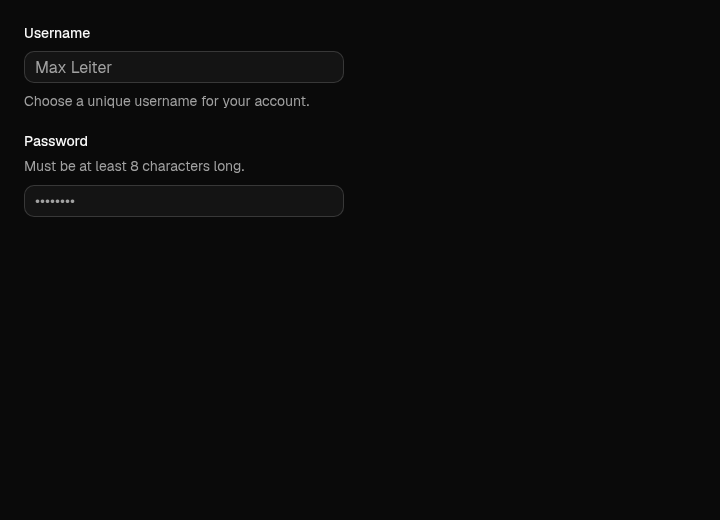 Username
Max Leiter
Choose a unique username for your account.
Password
Must be at least 8 characters long.
••••••••